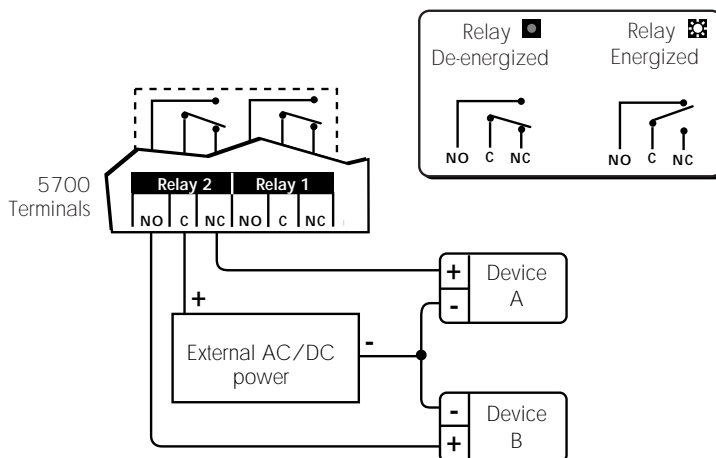 Relay
De-energized
Relay
Energized
NO C NC
NO C NC
5700
Terminals
Relay 2 Relay 1
NO C NC NO C NC
+
-
External AC/DC
power
+
-
Device
A
-
+
Device
B